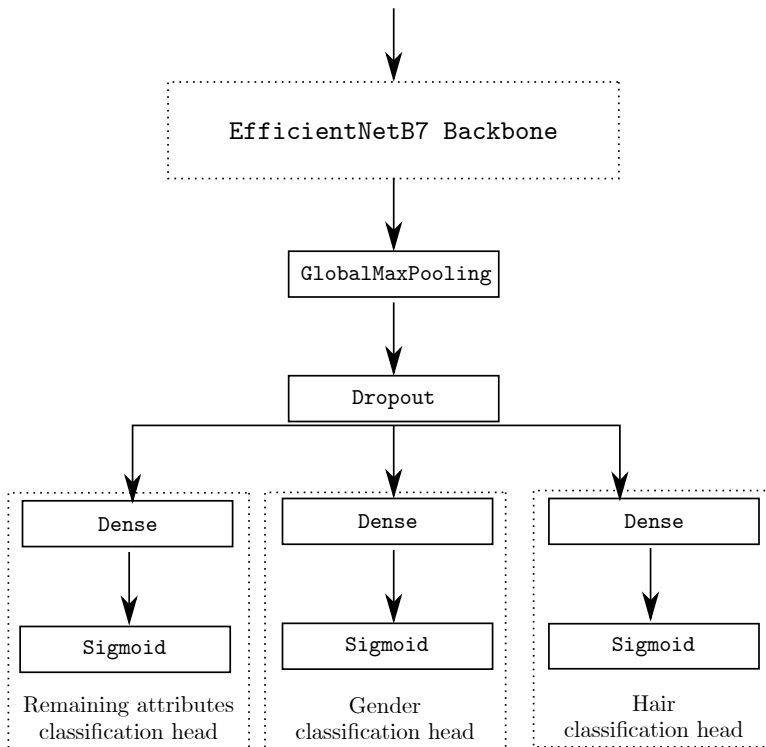 EfficientNetB7 Backbone
GlobalMaxPooling
Dropout
Dense
Sigmoid
Remaining attributes
classification head
Dense
Sigmoid
Gender
classification head
Dense
Sigmoid
Hair
classification head